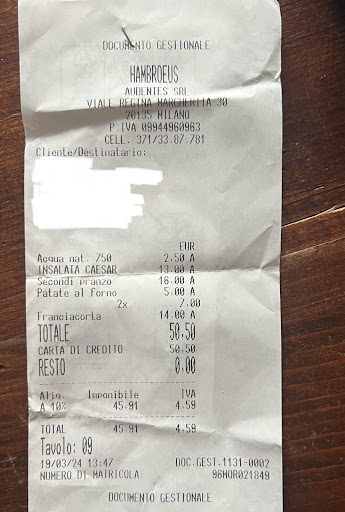 DOCUMENTO GESTIONALE
HAMBROEUS
AUDENTES SRL
VIALE REGINA MARGHERITA 30
20135 MILANO
P.IVA 09944960963
CELL. 371/33.87.781
Cliente/Destinatario:
EUR
Acqua nat. 750 2.50 A
INSALATA CAESAR 13.00 A
Secondi pranzo 16.00 A
Patate al forno 5.00 A
2x 7.00
Franciacorta 14.00 A
TOTALE 50.50
CARTA DI CREDITO 50.50
RESTO 0.00
Aliq. Imponibile IVA
A 10% 45.91 4.59
TOTAL 45.91 4.59
Tavolo: 09
19/03/24 13:47 DOC.GEST.1131-0002
NUMERO DI MATRICOLA: 96MOR021849
DOCUMENTO GESTIONALE